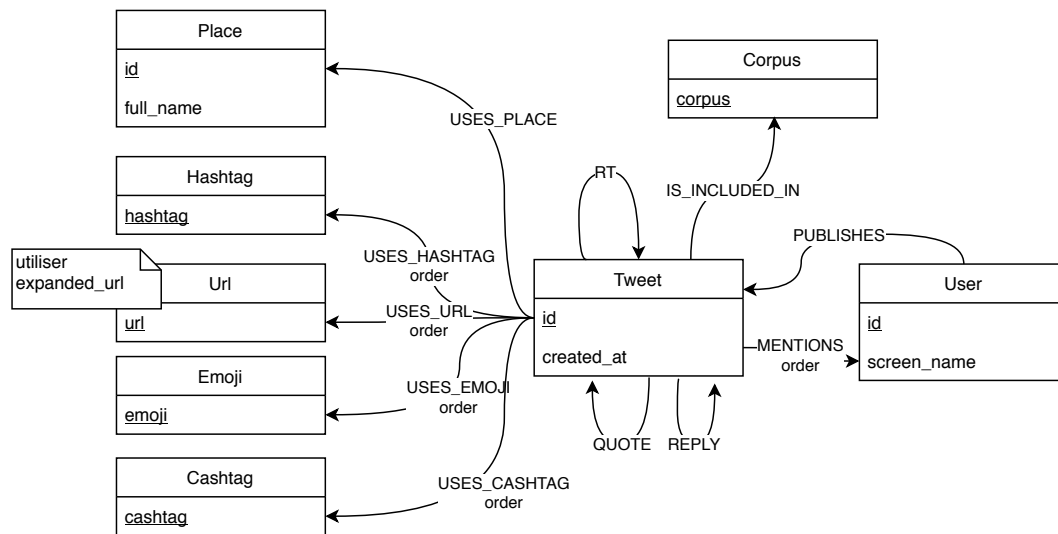 Place
id
full_name
USES_PLACE
Corpus
corpus
Hashtag
hashtag
RT
IS_INCLUDED_IN
USES_HASHTAG
order
PUBLISHES
utiliser
expanded_url
Url
url
USES_URL
order
Tweet
id
created_at
User
id
screen_name
MENTIONS
order
Emoji
emoji
USES_EMOJI
order
QUOTE
REPLY
Cashtag
cashtag
USES_CASHTAG
order